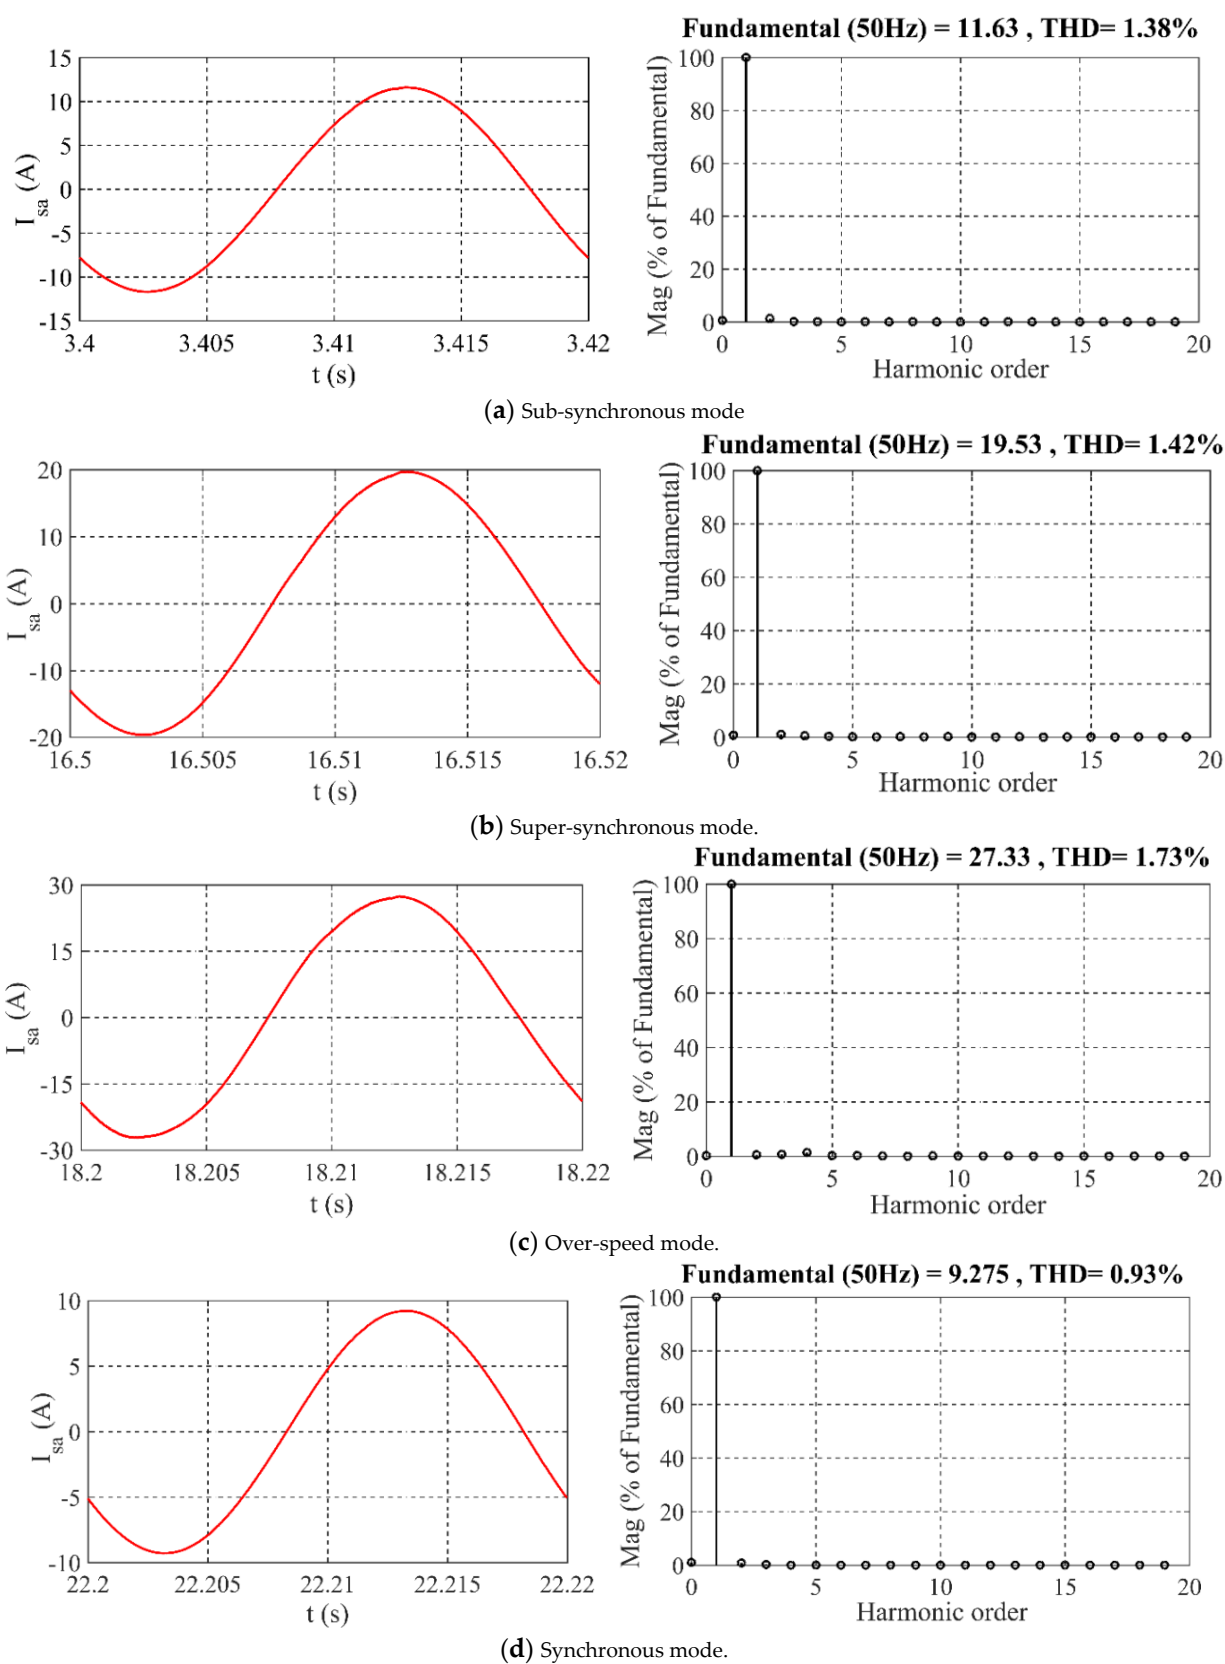 Fundamental (50Hz) = 11.63 , THD= 1.38%
15
10
5
0
-5
-10
-15
I sa (A)
3.4 3.405 3.41 3.415 3.42
t (s)
100
80
60
40
20
0
Mag (% of Fundamental)
0 5 10 15 20
Harmonic order
(a) Sub-synchronous mode
Fundamental (50Hz) = 19.53 , THD= 1.42%
20
10
0
-10
-20
I sa (A)
16.5 16.505 16.510 16.515 16.52
t (s)
100
80
60
40
20
0
Mag (% of Fundamental)
0 5 10 15 20
Harmonic order
(b) Super-synchronous mode.
Fundamental (50Hz) = 27.33 , THD= 1.73%
30
15
0
-15
-30
I sa (A)
18.2 18.205 18.21 18.215 18.22
t (s)
100
80
60
40
20
0
Mag (% of Fundamental)
0 5 10 15 20
Harmonic order
(c) Over-speed mode.
Fundamental (50Hz) = 9.275 , THD= 0.93%
10
5
0
-5
-10
I sa (A)
22.2 22.205 22.21 22.215 22.22
t (s)
100
80
60
40
20
0
Mag (% of Fundamental)
0 5 10 15 20
Harmonic order
(d) Synchronous mode.